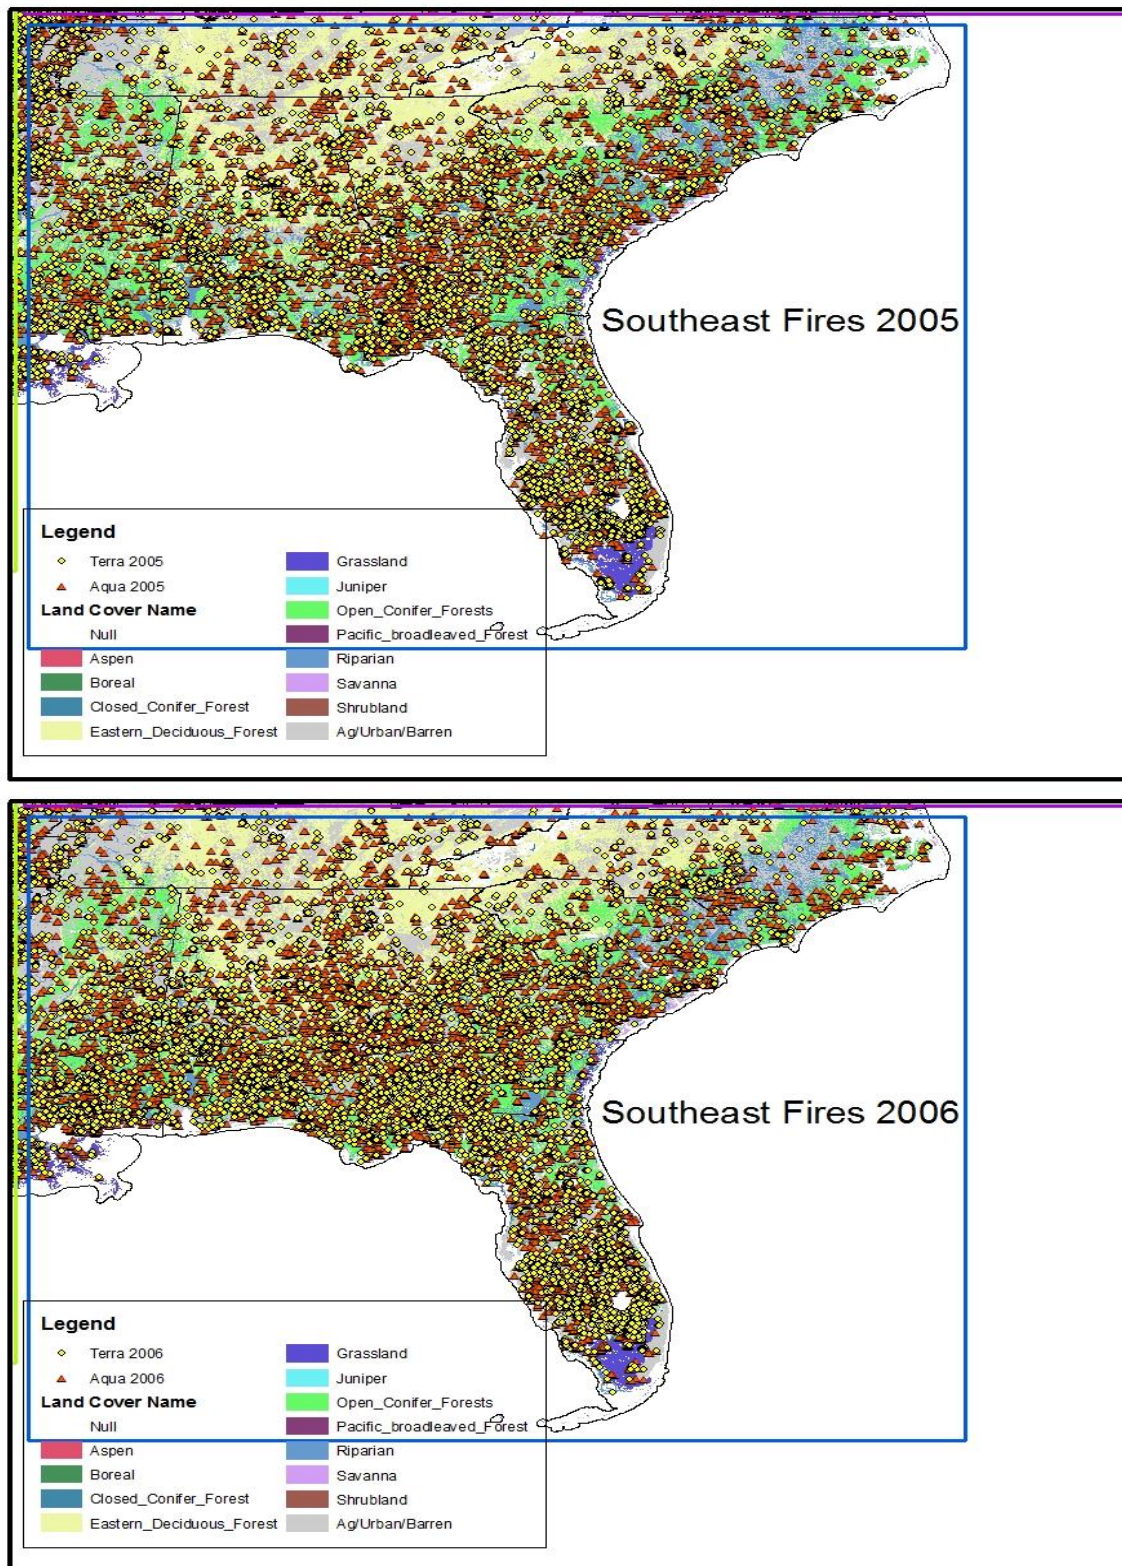 Southeast Fires 2005
Legend
Terra 2005
Aqua 2005
Land Cover Name
Null
Aspen
Boreal
Closed_Conifer_Forest
Eastern_Deciduous_Forest
Grassland
Juniper
Open_Conifer_Forests
Pacific_broadleaved_Forest
Riparian
Savanna
Shrubland
Ag/Urban/Barren
Southeast Fires 2006
Legend
Terra 2006
Aqua 2006
Land Cover Name
Null
Aspen
Boreal
Closed_Conifer_Forest
Eastern_Deciduous_Forest
Grassland
Juniper
Open_Conifer_Forests
Pacific_broadleaved_Forest
Riparian
Savanna
Shrubland
Ag/Urban/Barren